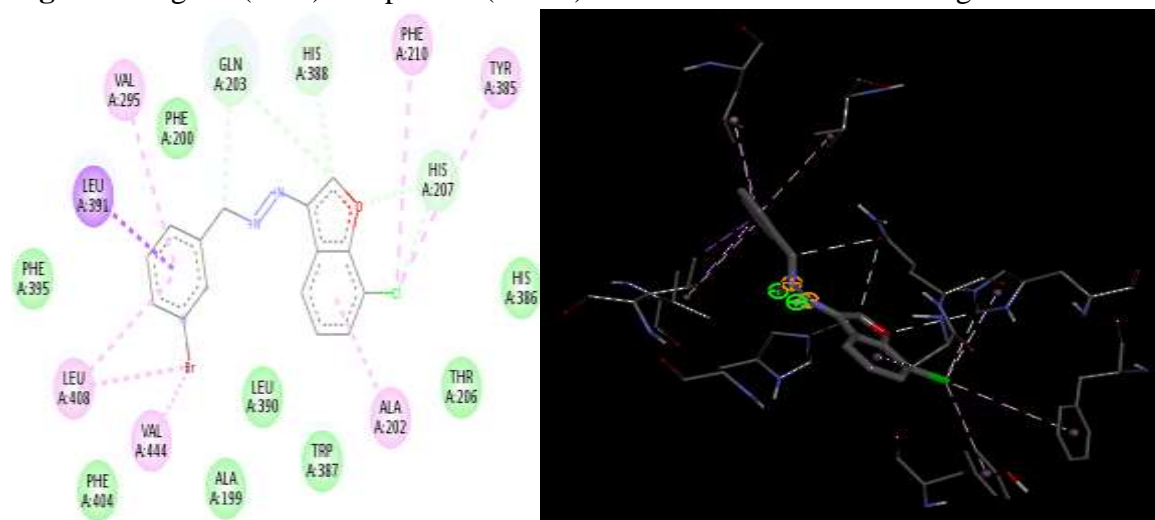 PHE
A:210
HIS
A:388
GLN
A:203
TYR
A:385
VAL
A:295
PHE
A:200
HIS
A:207
LEU
A:391
N
N
O
PHE
A:395
HIS
A:386
Cl
Br
LEU
A:408
LEU
A:390
THR
A:206
ALA
A:202
VAL
A:444
TRP
A:387
PHE
A:404
ALA
A:199